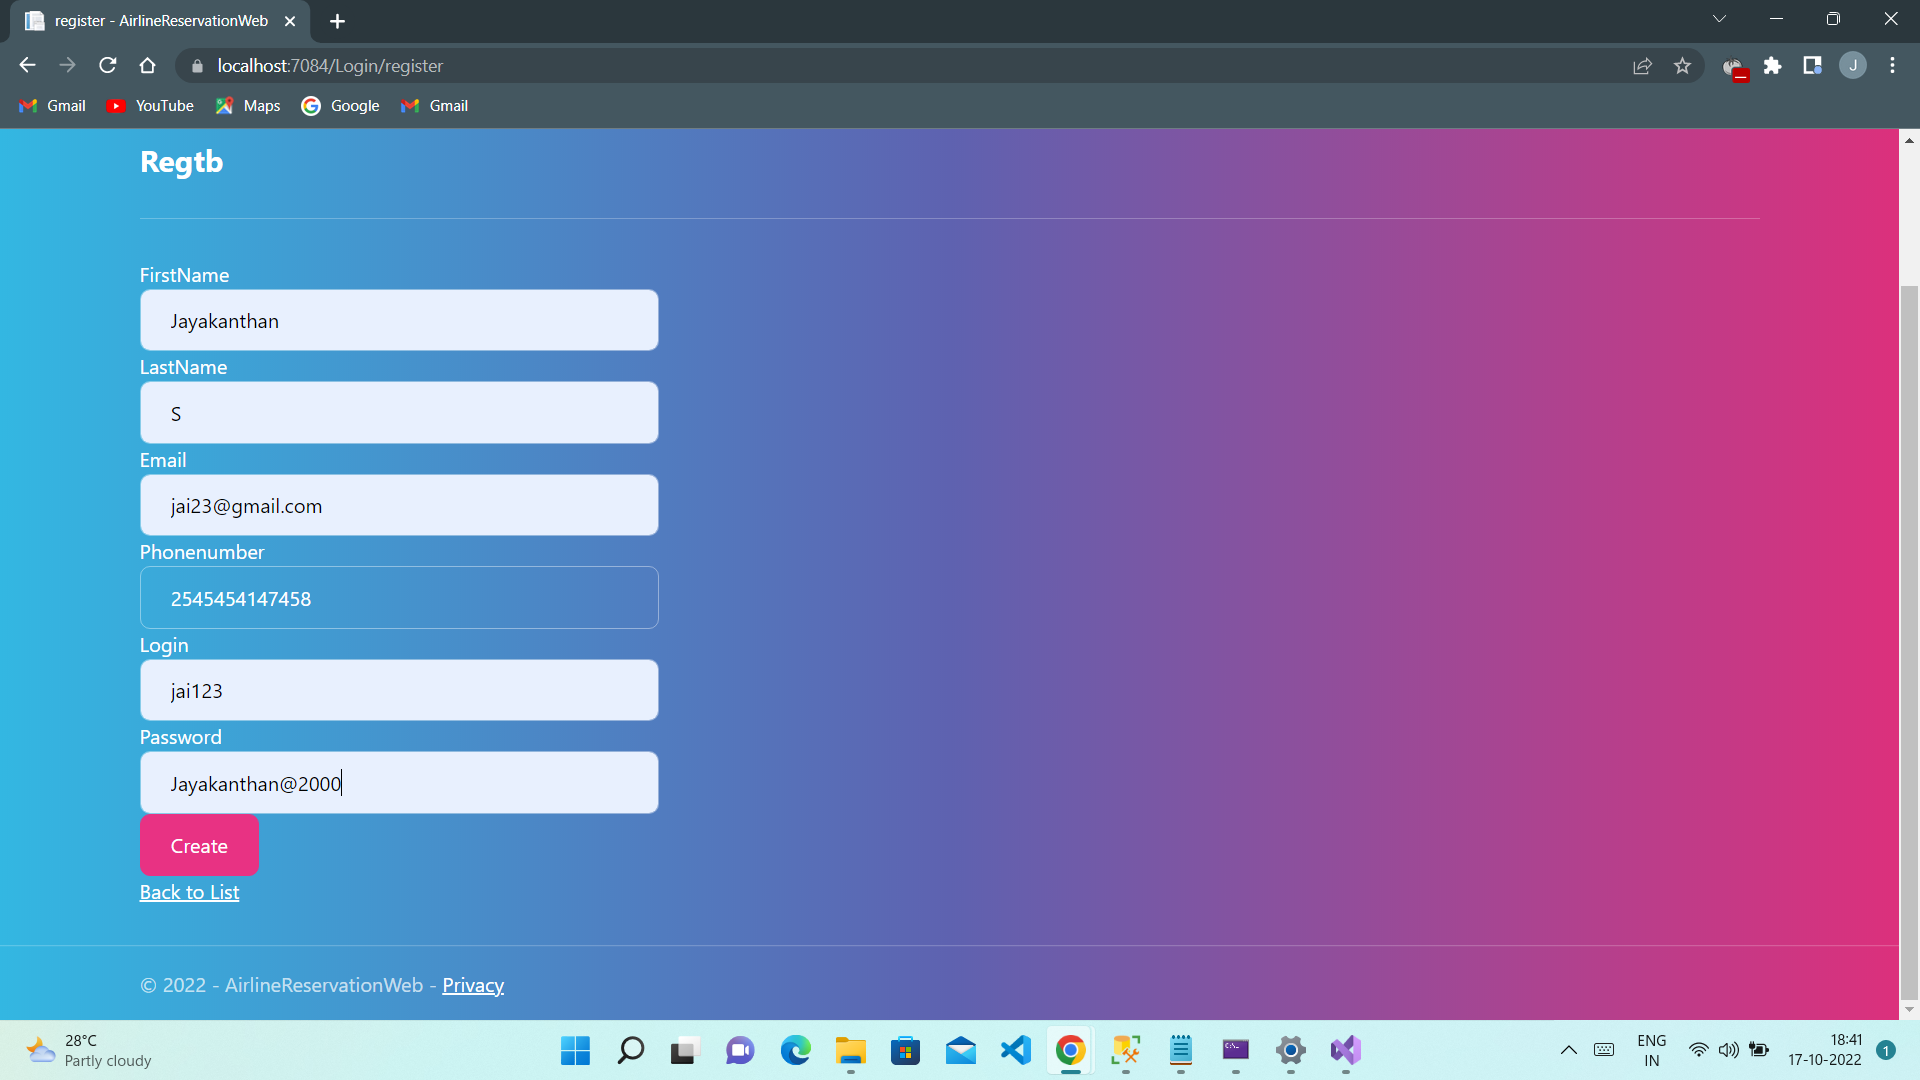 register - AirlineReservationWeb
localhost:7084/Login/register
J
Gmail
YouTube
Maps
Google
Gmail
Regtb
FirstName
Jayakanthan
LastName
S
Email
jai23@gmail.com
Phonenumber
2545454147458
Login
jai123
Password
Jayakanthan@2000
Create
Back to List
© 2022 - AirlineReservationWeb - Privacy
28°C
Partly cloudy
ENG
IN
18:41
17-10-2022
1